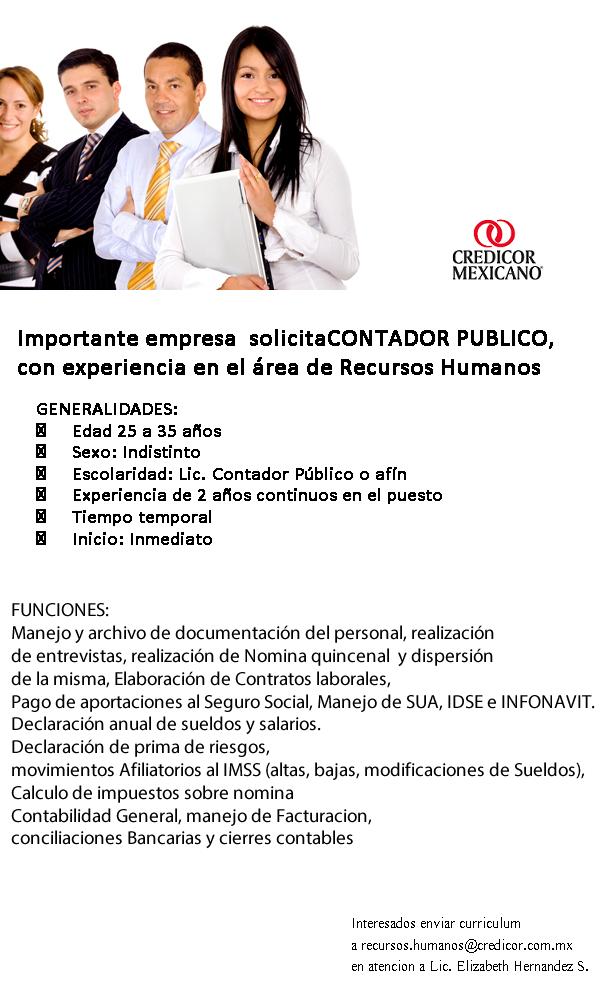 CREDICOR
MEXICANO
Importante empresa  solicitaCONTADOR PUBLICO,
con experiencia en el área de Recursos Humanos
GENERALIDADES:
Edad 25 a 35 años
Sexo: Indistinto
Escolaridad: Lic. Contador Público o afín
Experiencia de 2 años continuos en el puesto
Tiempo temporal
Inicio: Inmediato
FUNCIONES:
Manejo y archivo de documentación del personal, realización
de entrevistas, realización de Nomina quincenal  y dispersión
de la misma, Elaboración de Contratos laborales,
Pago de aportaciones al Seguro Social, Manejo de SUA, IDSE e INFONAVIT.
Declaración anual de sueldos y salarios.
Declaración de prima de riesgos,
movimientos Afiliatorios al IMSS (altas, bajas, modificaciones de Sueldos),
Calculo de impuestos sobre nomina
Contabilidad General, manejo de Facturacion,
conciliaciones Bancarias y cierres contables
Interesados enviar curriculum
a recursos.humanos@credicor.com.mx
en atencion a Lic. Elizabeth Hernandez S.